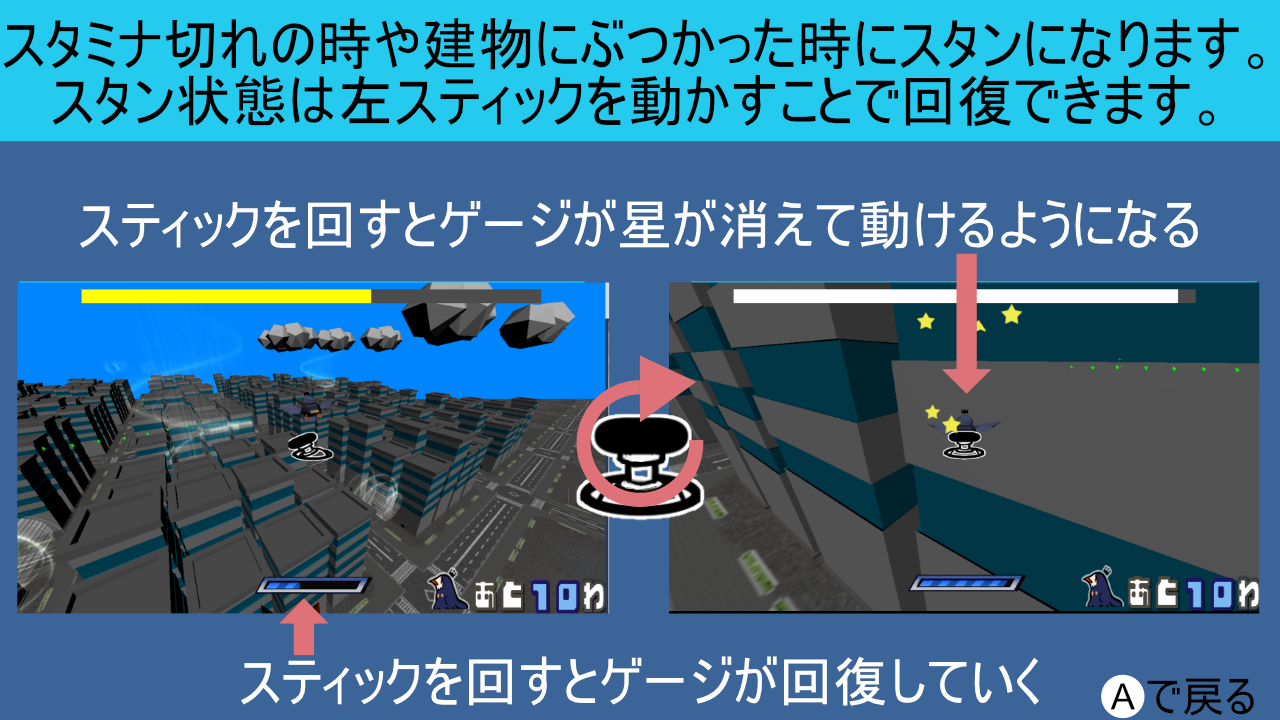 スタミナ切れの時や建物にぶつかった時にスタンになります。
スタン状態は左スティックを動かすことで回復できます。
スティックを回すとゲージが星が消えて動けるようになる
あと10わ
あと10わ
スティックを回すとゲージが回復していく
Aで戻る